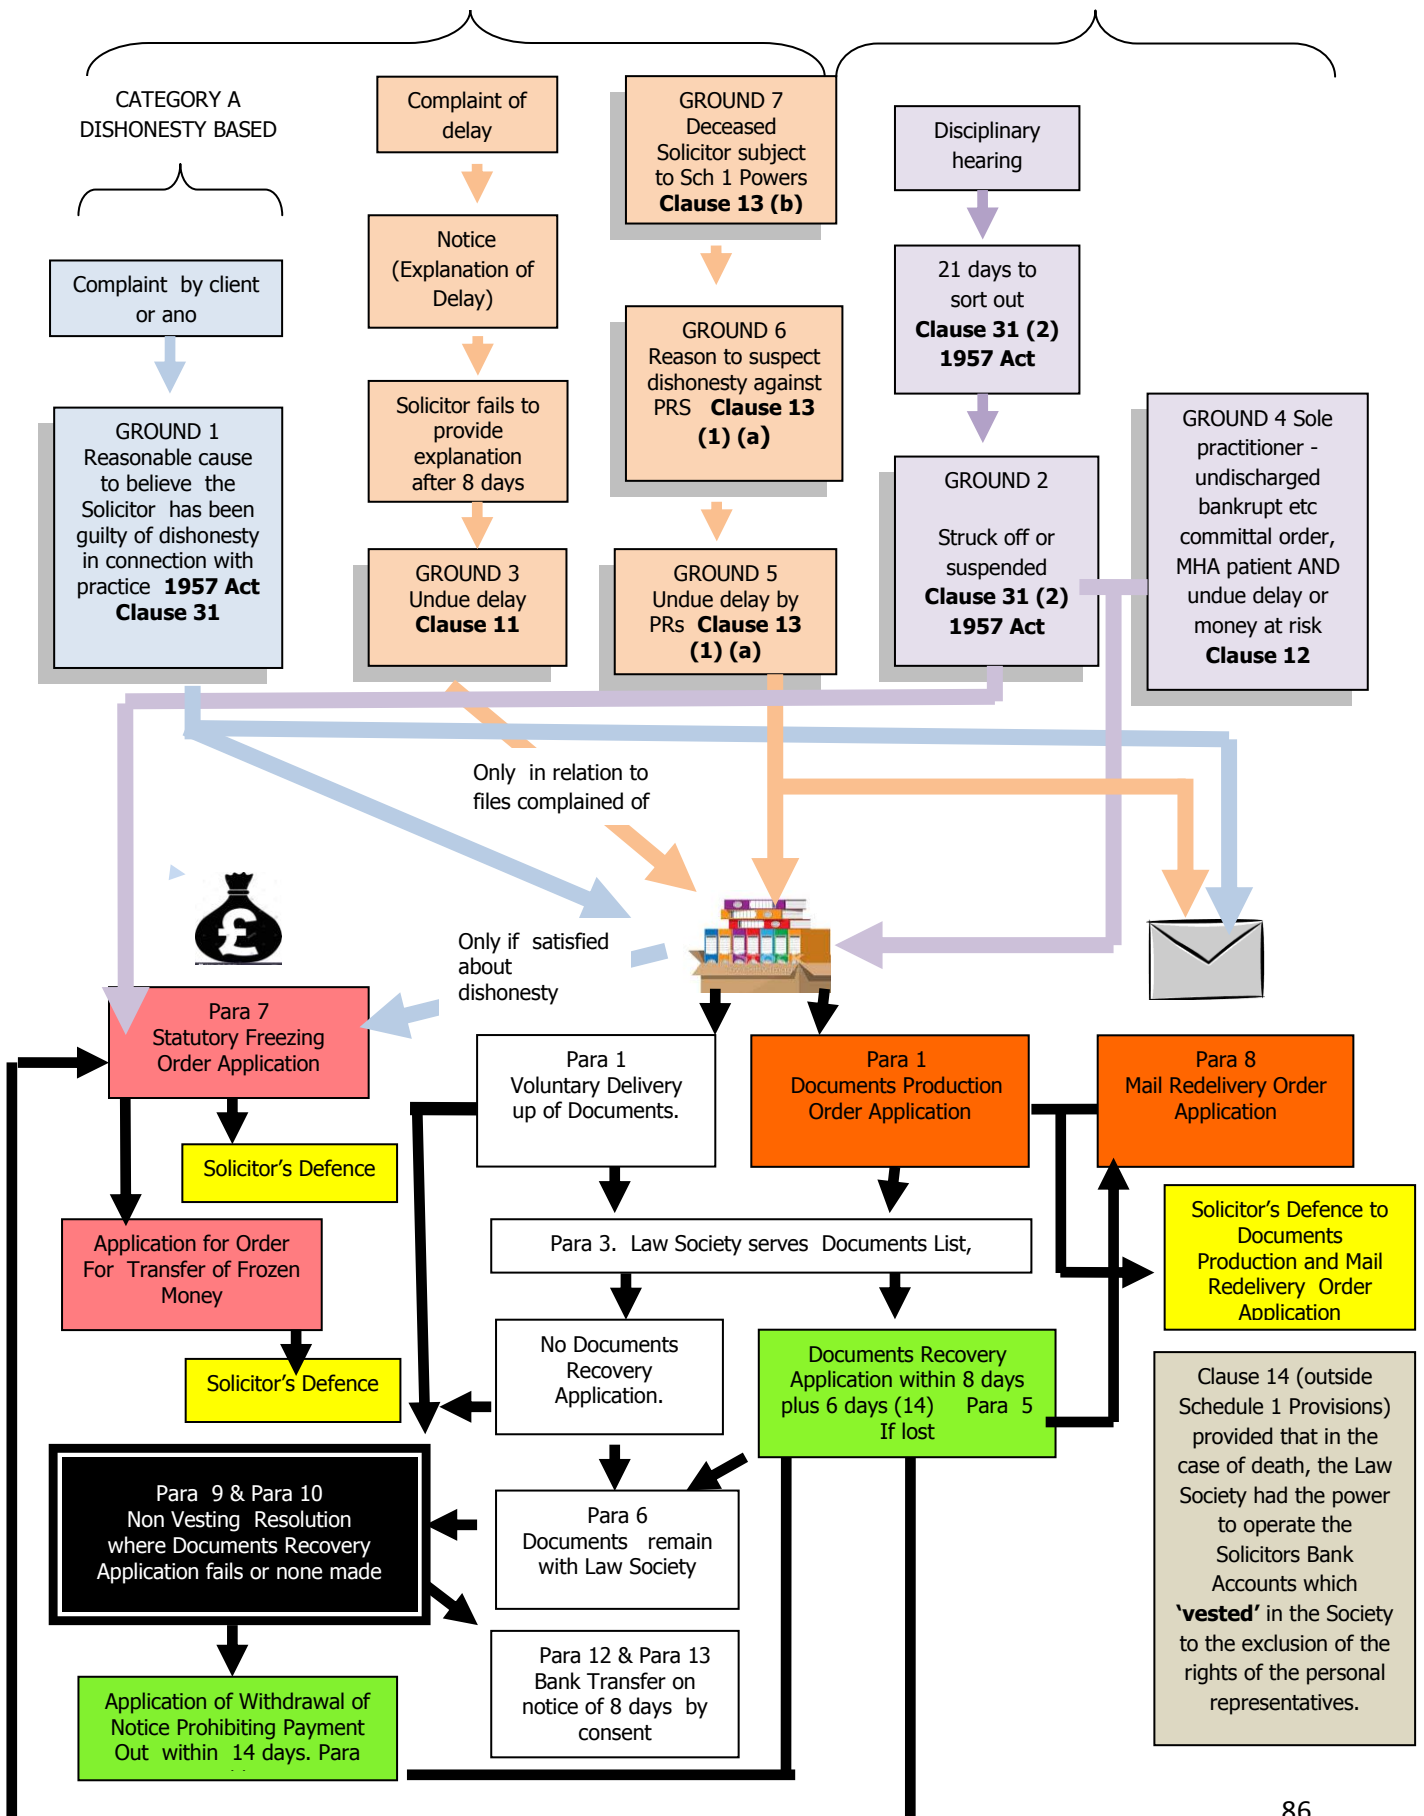 CATEGORY A
DISHONESTY BASED
Complaint by client
or ano
GROUND 1
Reasonable cause
to believe the
Solicitor has been
guilty of dishonesty
in connection with
practice 1957 Act
Clause 31
Complaint of
delay
Notice
(Explanation of
Delay)
Solicitor fails to
provide
explanation
after 8 days
GROUND 3
Undue delay
Clause 11
GROUND 7
Deceased
Solicitor subject
to Sch 1 Powers
Clause 13 (b)
GROUND 6
Reason to suspect
dishonesty against
PRS Clause 13
(1) (a)
GROUND 5
Undue delay by
PRs Clause 13
(1) (a)
Disciplinary
hearing
21 days to
sort out
Clause 31 (2)
1957 Act
GROUND 2
Struck off or
suspended
Clause 31 (2)
1957 Act
GROUND 4 Sole
practitioner -
undischarged
bankrupt etc
committal order,
MHA patient AND
undue delay or
money at risk
Clause 12
Only in relation to
files complained of
£
Only if satisfied
about
dishonesty
Para 7
Statutory Freezing
Order Application
Solicitor's Defence
Application for Order
For Transfer of Frozen
Money
Solicitor's Defence
Para 1
Voluntary Delivery
up of Documents.
Para 1
Documents Production
Order Application
Para 8
Mail Redelivery Order
Application
Solicitor's Defence to
Documents
Production and Mail
Redelivery Order
Application
Para 3. Law Society serves Documents List,
No Documents
Recovery
Application.
Documents Recovery
Application within 8 days
plus 6 days (14) Para 5
If lost
Para 6
Documents remain
with Law Society
Para 9 & Para 10
Non Vesting Resolution
where Documents Recovery
Application fails or none made
Para 12 & Para 13
Bank Transfer on
notice of 8 days by
consent
Application of Withdrawal of
Notice Prohibiting Payment
Out within 14 days. Para
Clause 14 (outside
Schedule 1 Provisions)
provided that in the
case of death, the Law
Society had the power
to operate the
Solicitors Bank
Accounts which
'vested' in the Society
to the exclusion of the
rights of the personal
representatives.
86